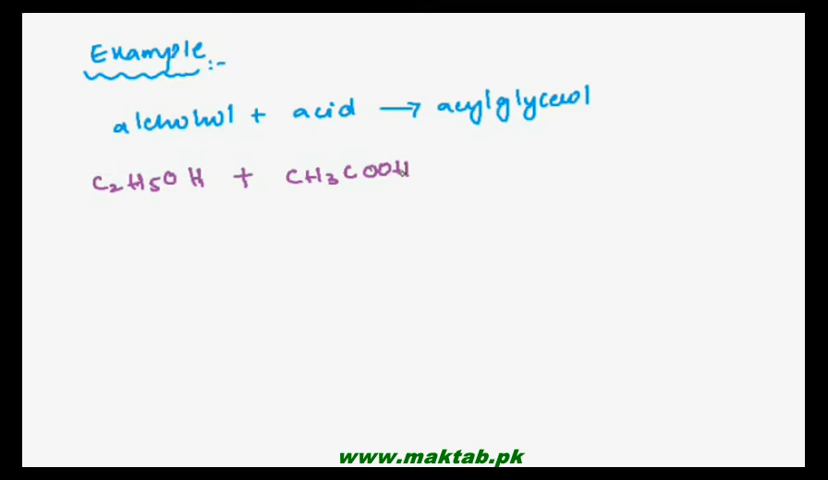 Example:-
alchohol + acid → acylglycerol
C2H5OH + CH3COOH
www.maktab.pk